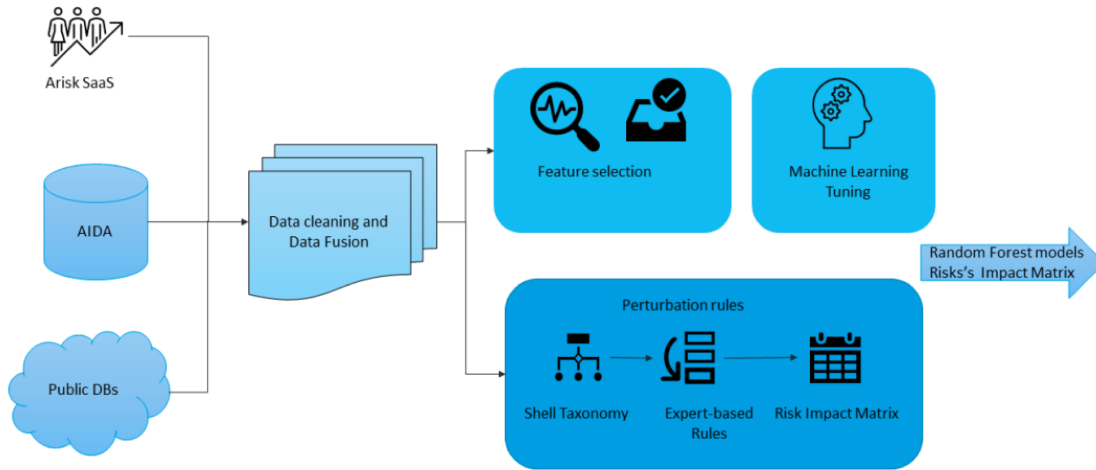 Arisk SaaS
AIDA
Public DBs
Data cleaning and
Data Fusion
Feature selection
Machine Learning
Tuning
Perturbation rules
Shell Taxonomy
Expert-based
Rules
Risk Impact Matrix
Random Forest models
Risks's Impact Matrix